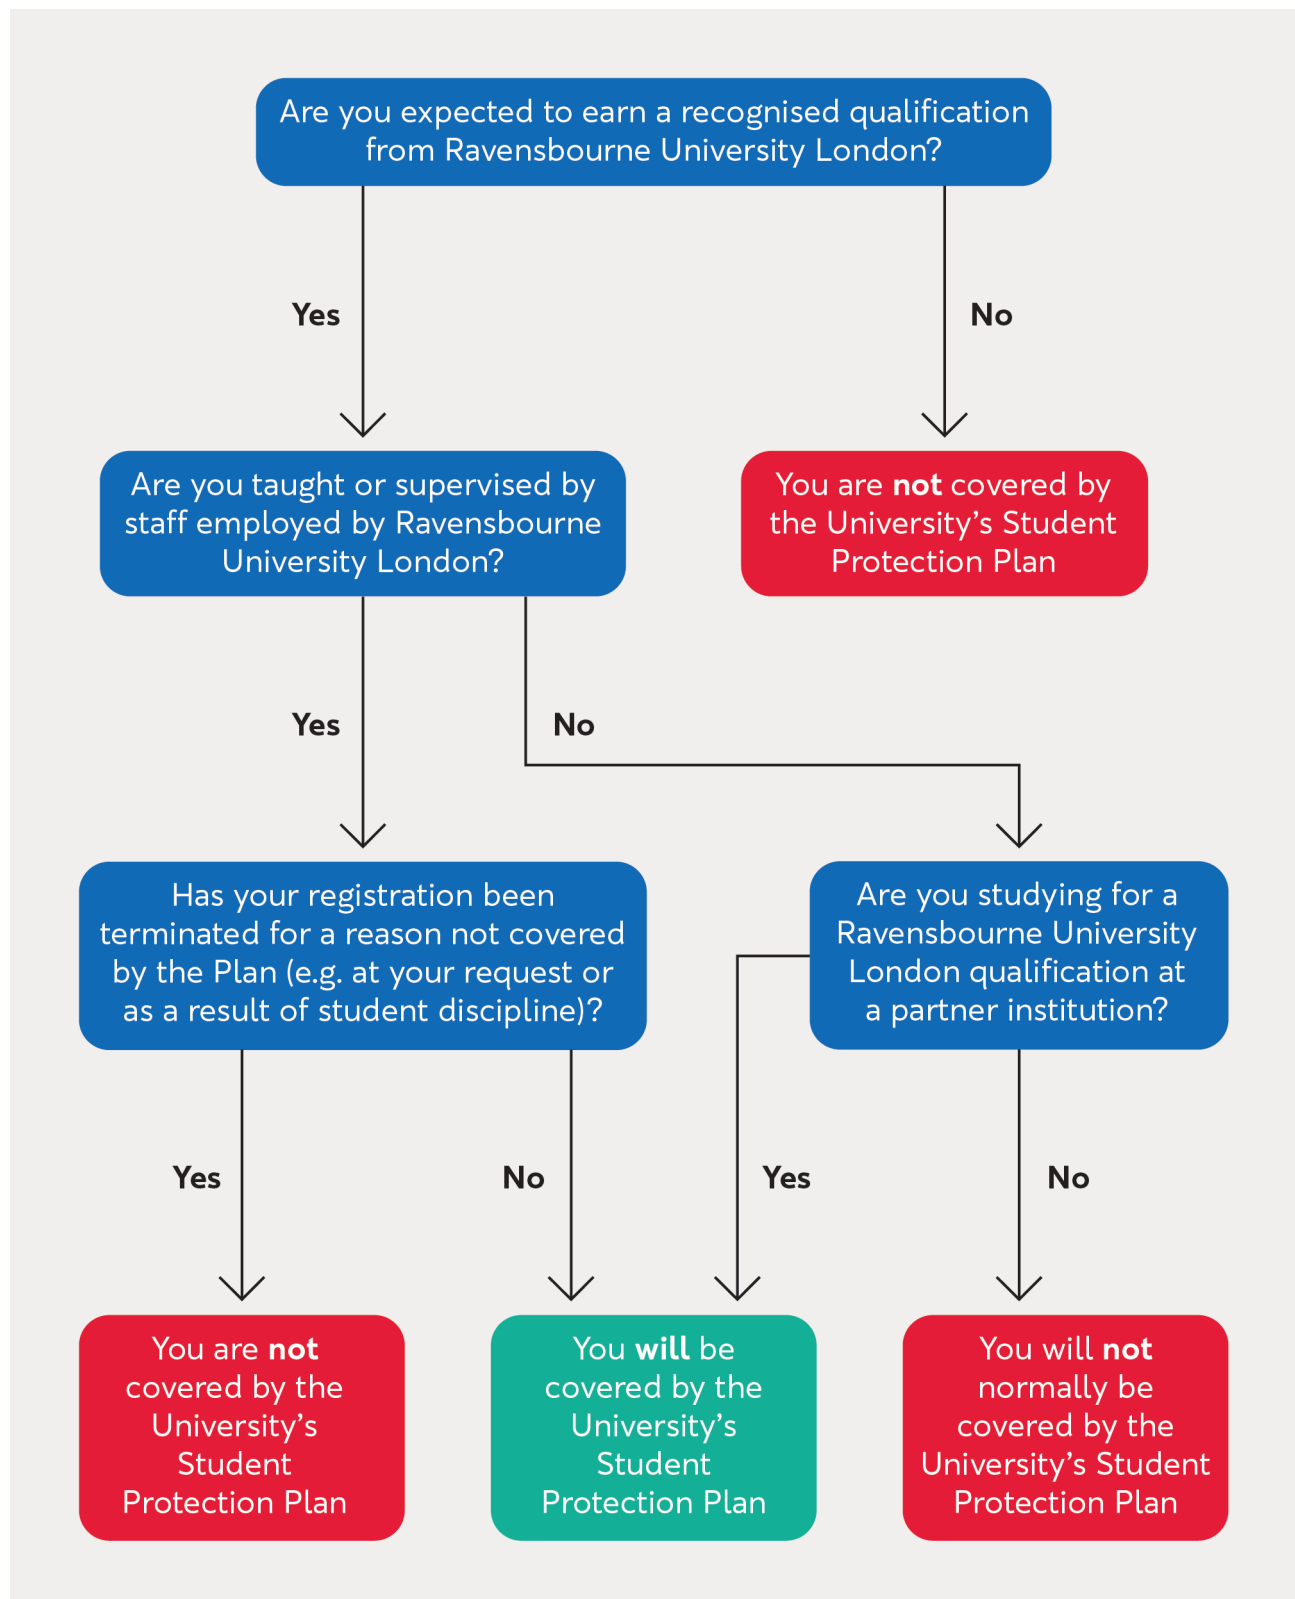 Are you expected to earn a recognised qualification
from Ravensbourne University London?
Yes
No
Are you taught or supervised by
staff employed by Ravensbourne
University London?
You are not covered by
the University’s Student
Protection Plan
Yes
No
Has your registration been
terminated for a reason not covered
by the Plan (e.g. at your request or
as a result of student discipline)?
Are you studying for a
Ravensbourne University
London qualification at
a partner institution?
Yes
No
Yes
No
You are not
covered by the
University’s
Student
Protection Plan
You will be
covered by the
University’s
Student
Protection Plan
You will not
normally be
covered by the
University’s Student
Protection Plan